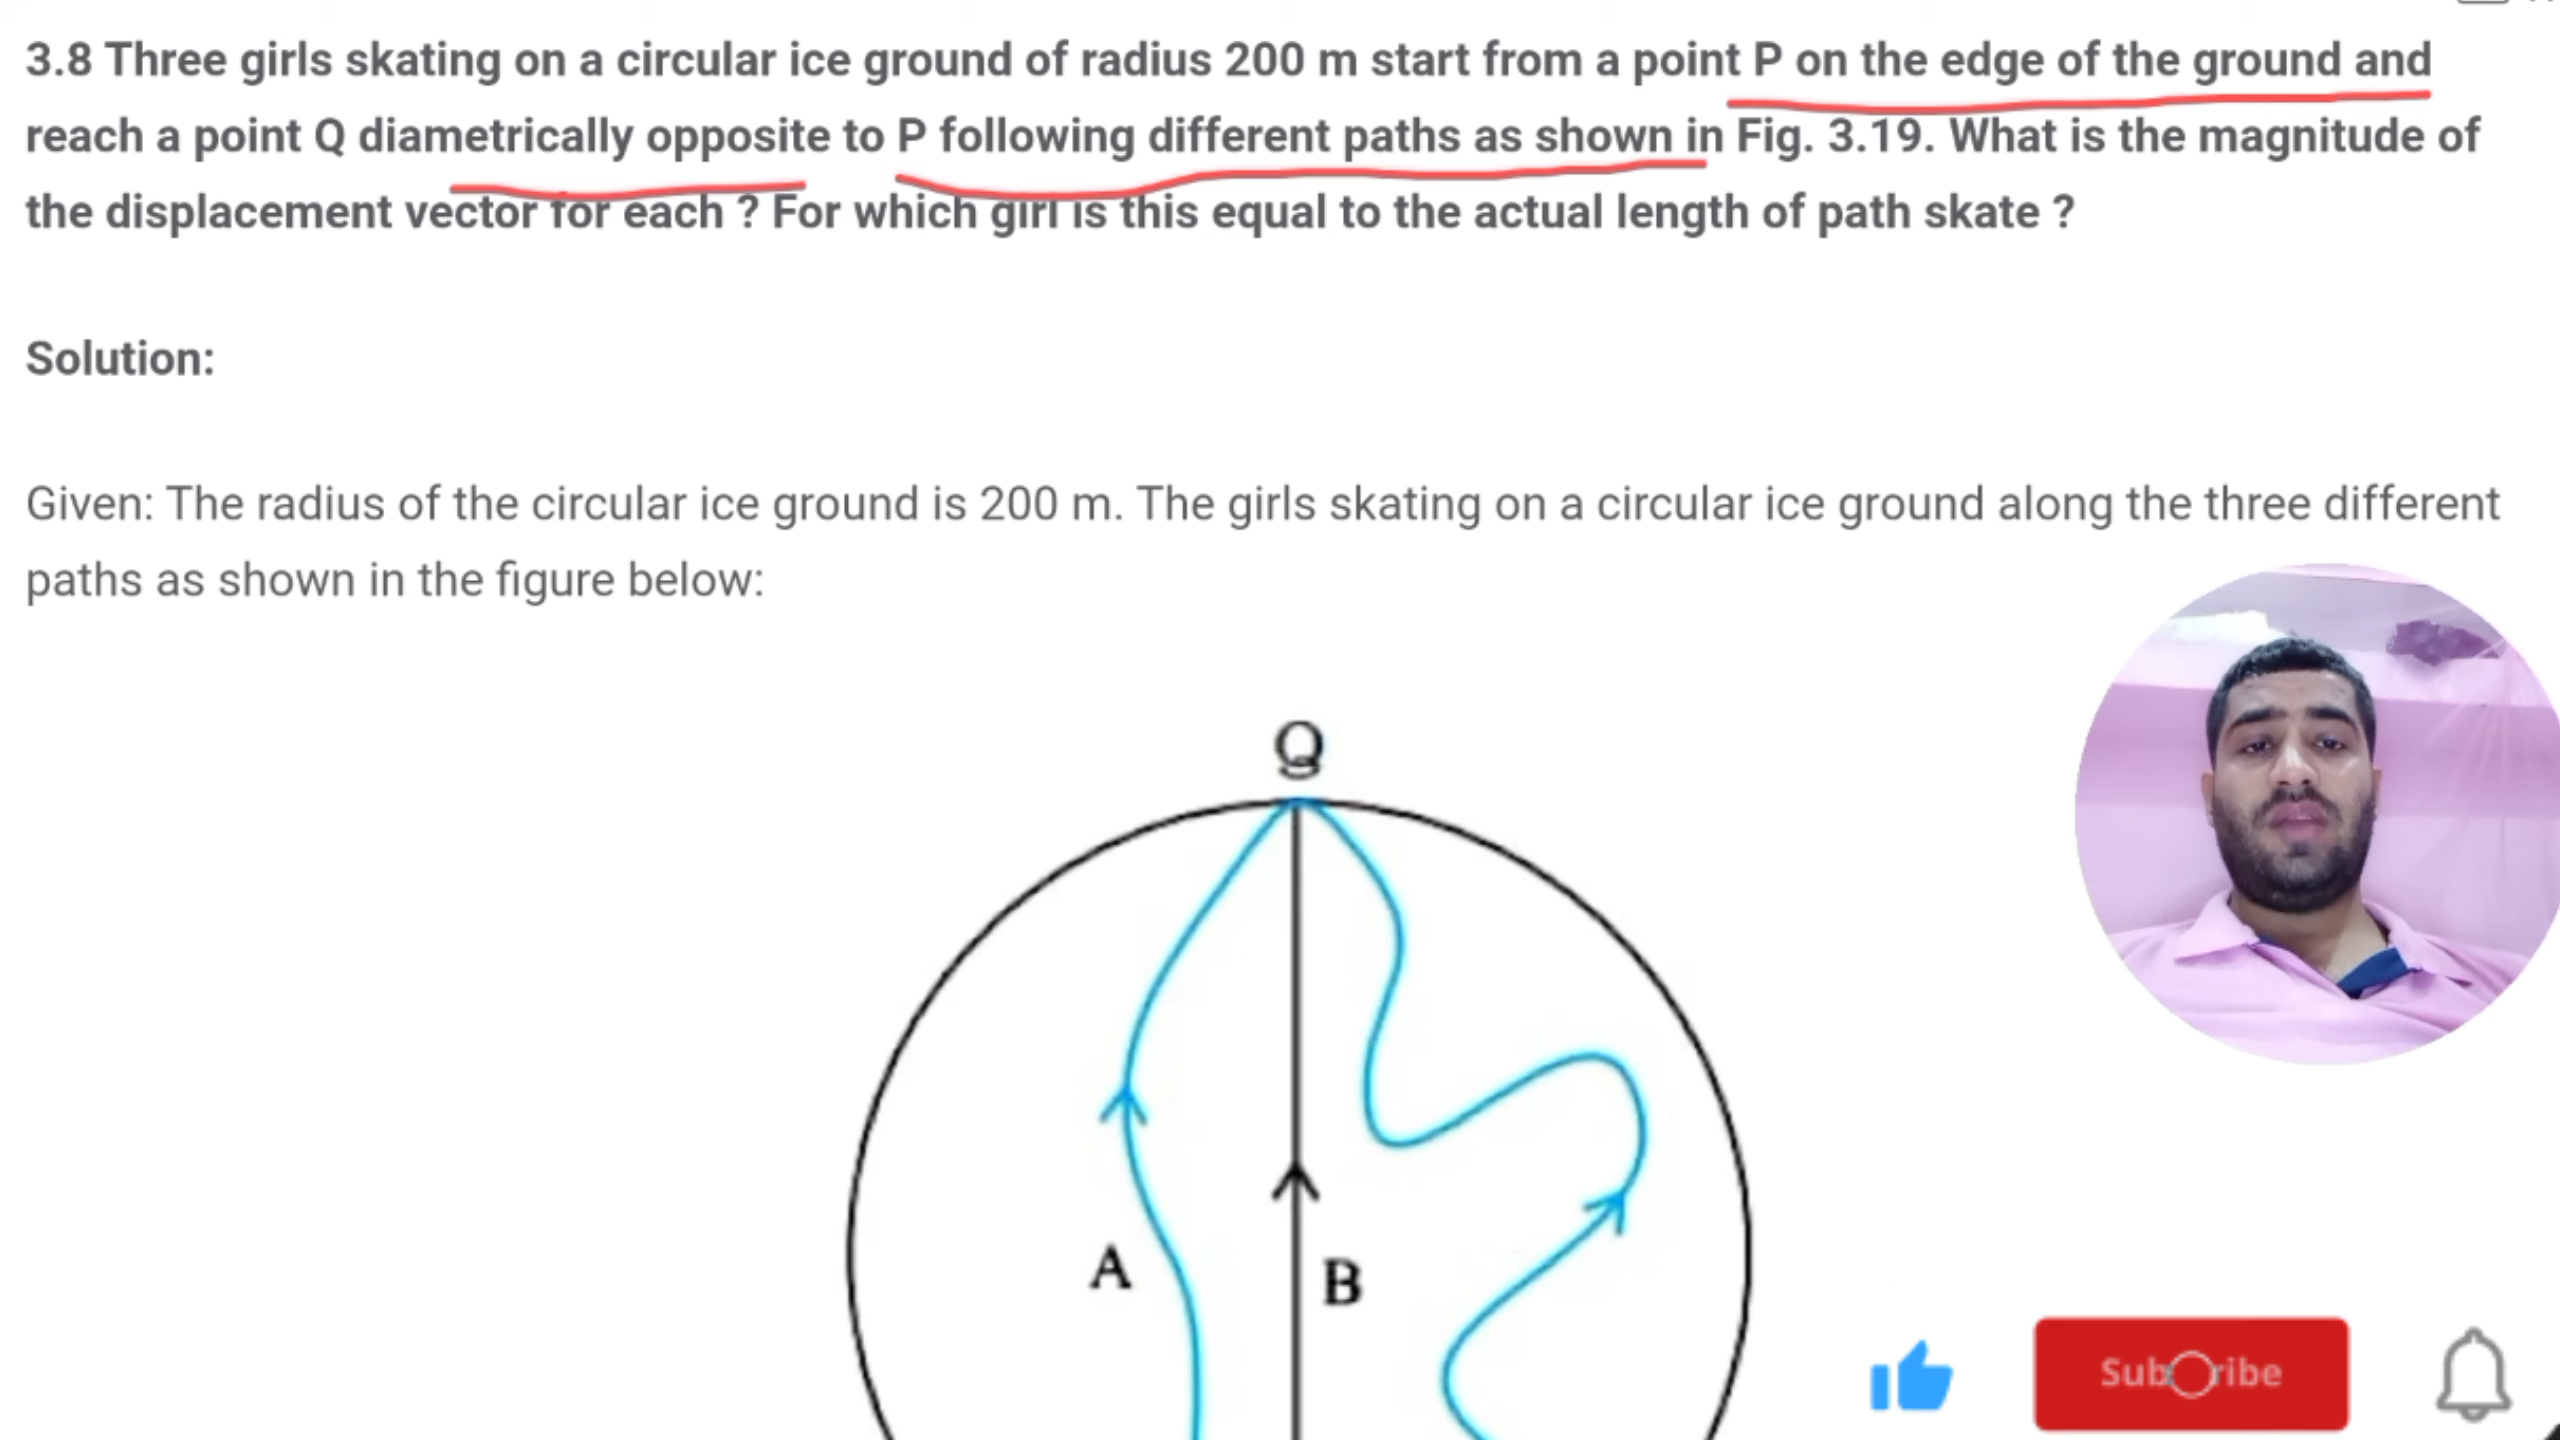 3.8 Three girls skating on a circular ice ground of radius 200 m start from a point P on the edge of the ground and
reach a point Q diametrically opposite to P following different paths as shown in Fig. 3.19. What is the magnitude of
the displacement vector for each ? For which girl is this equal to the actual length of path skate ?
Solution:
Given: The radius of the circular ice ground is 200 m. The girls skating on a circular ice ground along the three different
paths as shown in the figure below:
Q
A
B
Subscribe